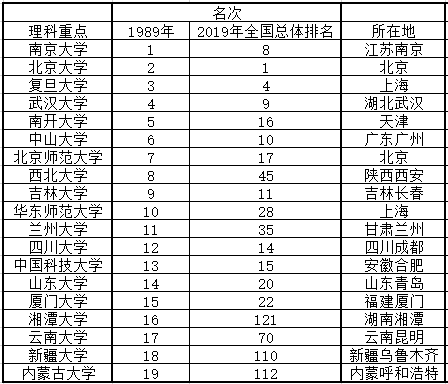 名次
理科重点 1989年 2019年全国总体排名 所在地
南京大学 1 8 江苏南京
北京大学 2 1 北京
复旦大学 3 4 上海
武汉大学 4 9 湖北武汉
南开大学 5 16 天津
中山大学 6 10 广东广州
北京师范大学 7 17 北京
西北大学 8 45 陕西西安
吉林大学 9 11 吉林长春
华东师范大学 10 28 上海
兰州大学 11 35 甘肃兰州
四川大学 12 14 四川成都
中国科技大学 13 15 安徽合肥
山东大学 14 20 山东青岛
厦门大学 15 22 福建厦门
湘潭大学 16 121 湖南湘潭
云南大学 17 70 云南昆明
新疆大学 18 110 新疆乌鲁木齐
内蒙古大学 19 112 内蒙呼和浩特